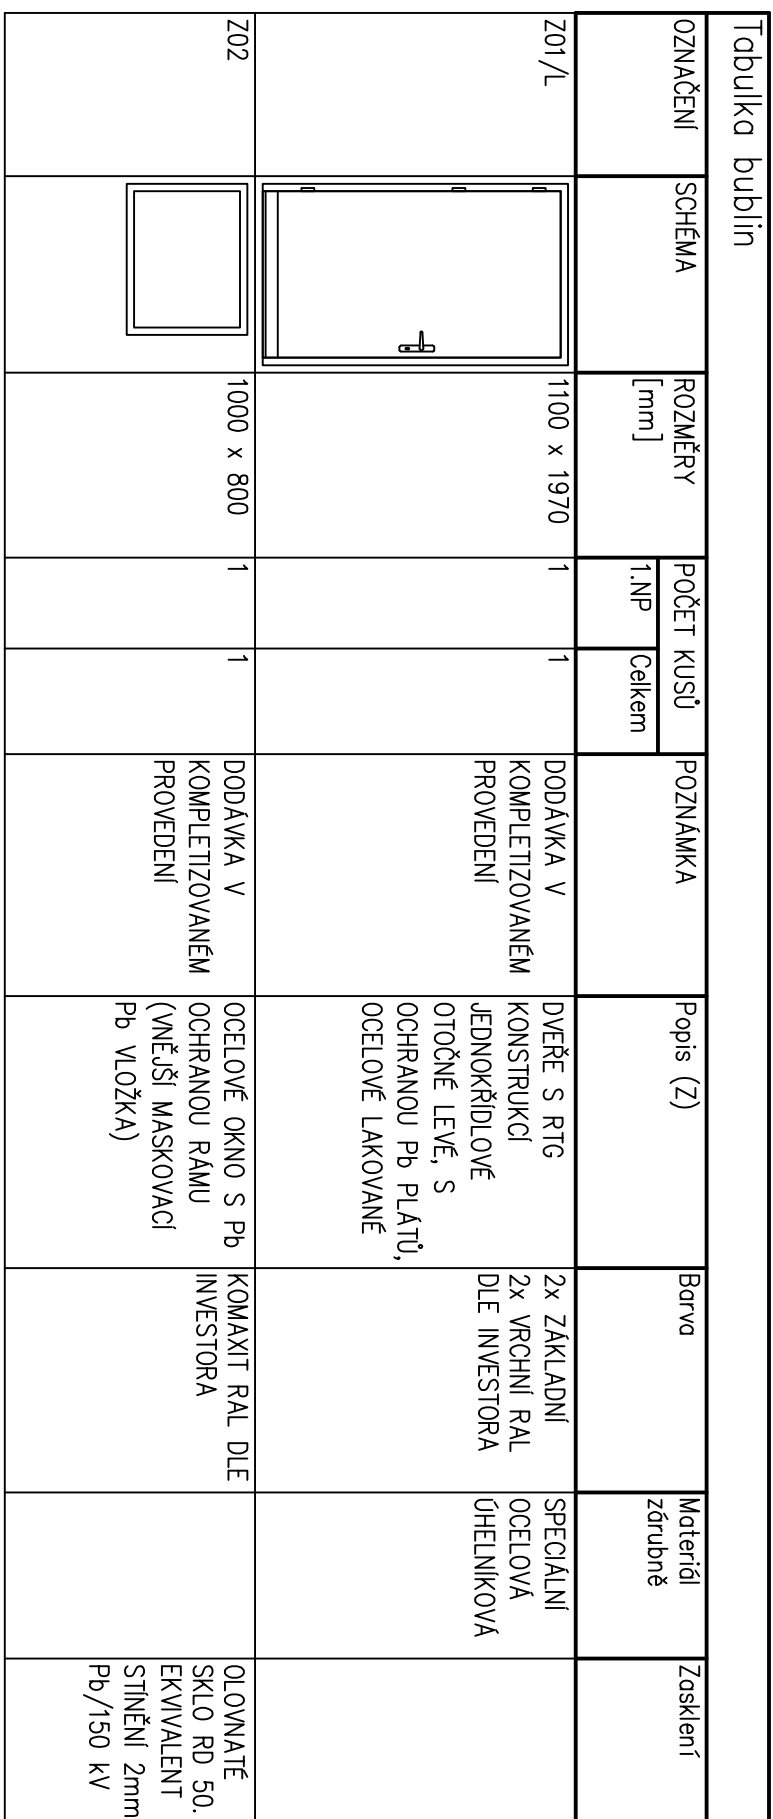 Tabulka bublin
OZNAČENÍ
SCHÉMA
ROZMĚRY
[mm]
POČET KUSŮ
1.NP
Celkem
POZNÁMKA
Popis (Z)
Barva
Materiál
zárubně
Zasklení
Z01/L
1100 x 1970
1
1
DODÁVKA V
KOMPLETIZOVANÉM
PROVEDENÍ
DVEŘE S RTG
KONSTRUKCÍ
JEDNOKŘÍDLOVÉ
OTOČNÉ LEVÉ, S
OCHRANOU Pb PLÁTŮ,
OCELOVÉ LAKOVANÉ
2x ZÁKLADNÍ
2x VRCHNÍ RAL
DLE INVESTORA
SPECIÁLNÍ
OCELOVÁ
ÚHELNÍKOVÁ
Z02
1000 x 800
1
1
DODÁVKA V
KOMPLETIZOVANÉM
PROVEDENÍ
OCELOVÉ OKNO S Pb
OCHRANOU RÁMU
(VNĚJŠÍ MASKOVACÍ
Pb VLOŽKA)
KOMAXIT RAL DLE
INVESTORA
OLOVNATÉ
SKLO RD 50.
EKVIVALENT
STÍNĚNÍ 2mm
Pb/150 kV